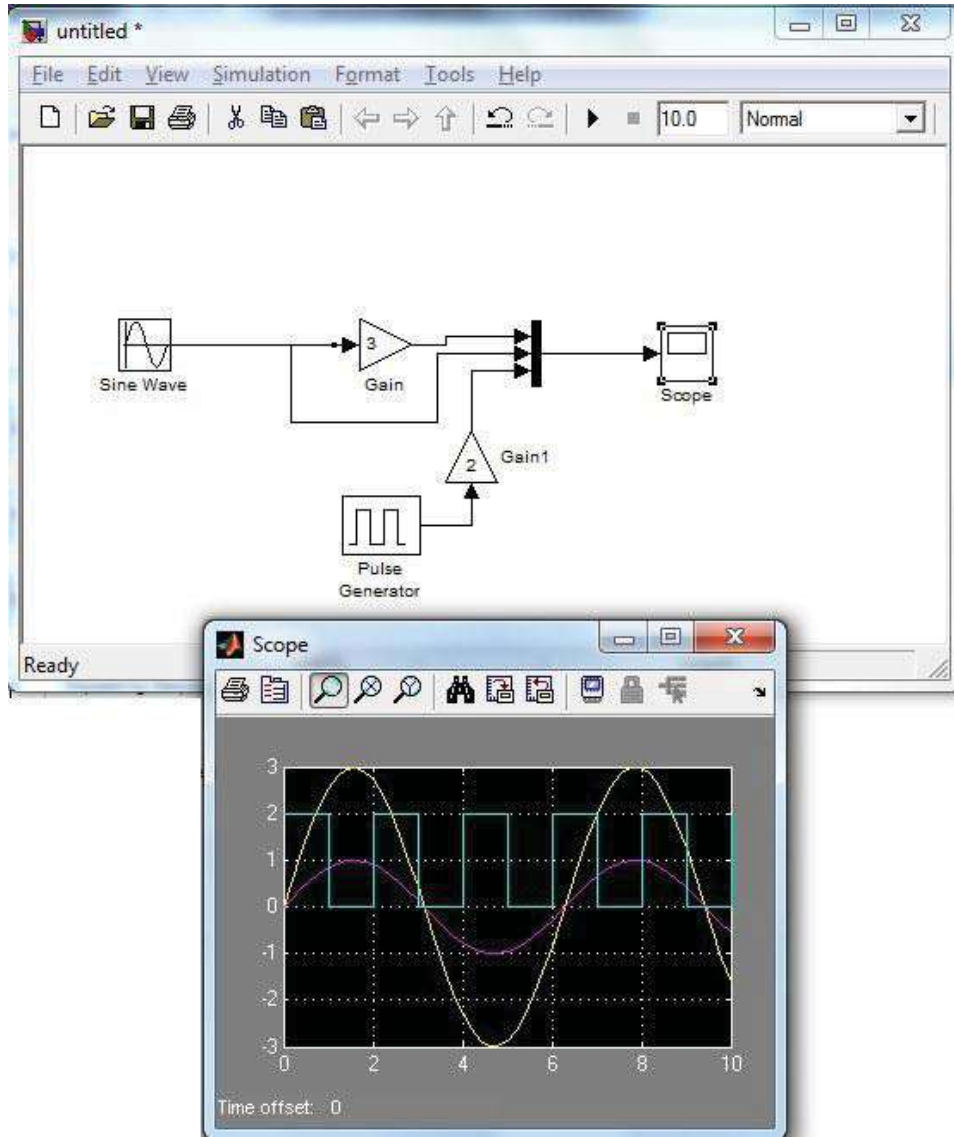 untitled *
File Edit View Simulation Format Tools Help
10.0 Normal
3
Sine Wave
Gain
Scope
2
Gain1
Pulse
Generator
Ready
Scope
3
2
1
0
-1
-2
-3
0 2 4 6 8 10
Time offset: 0